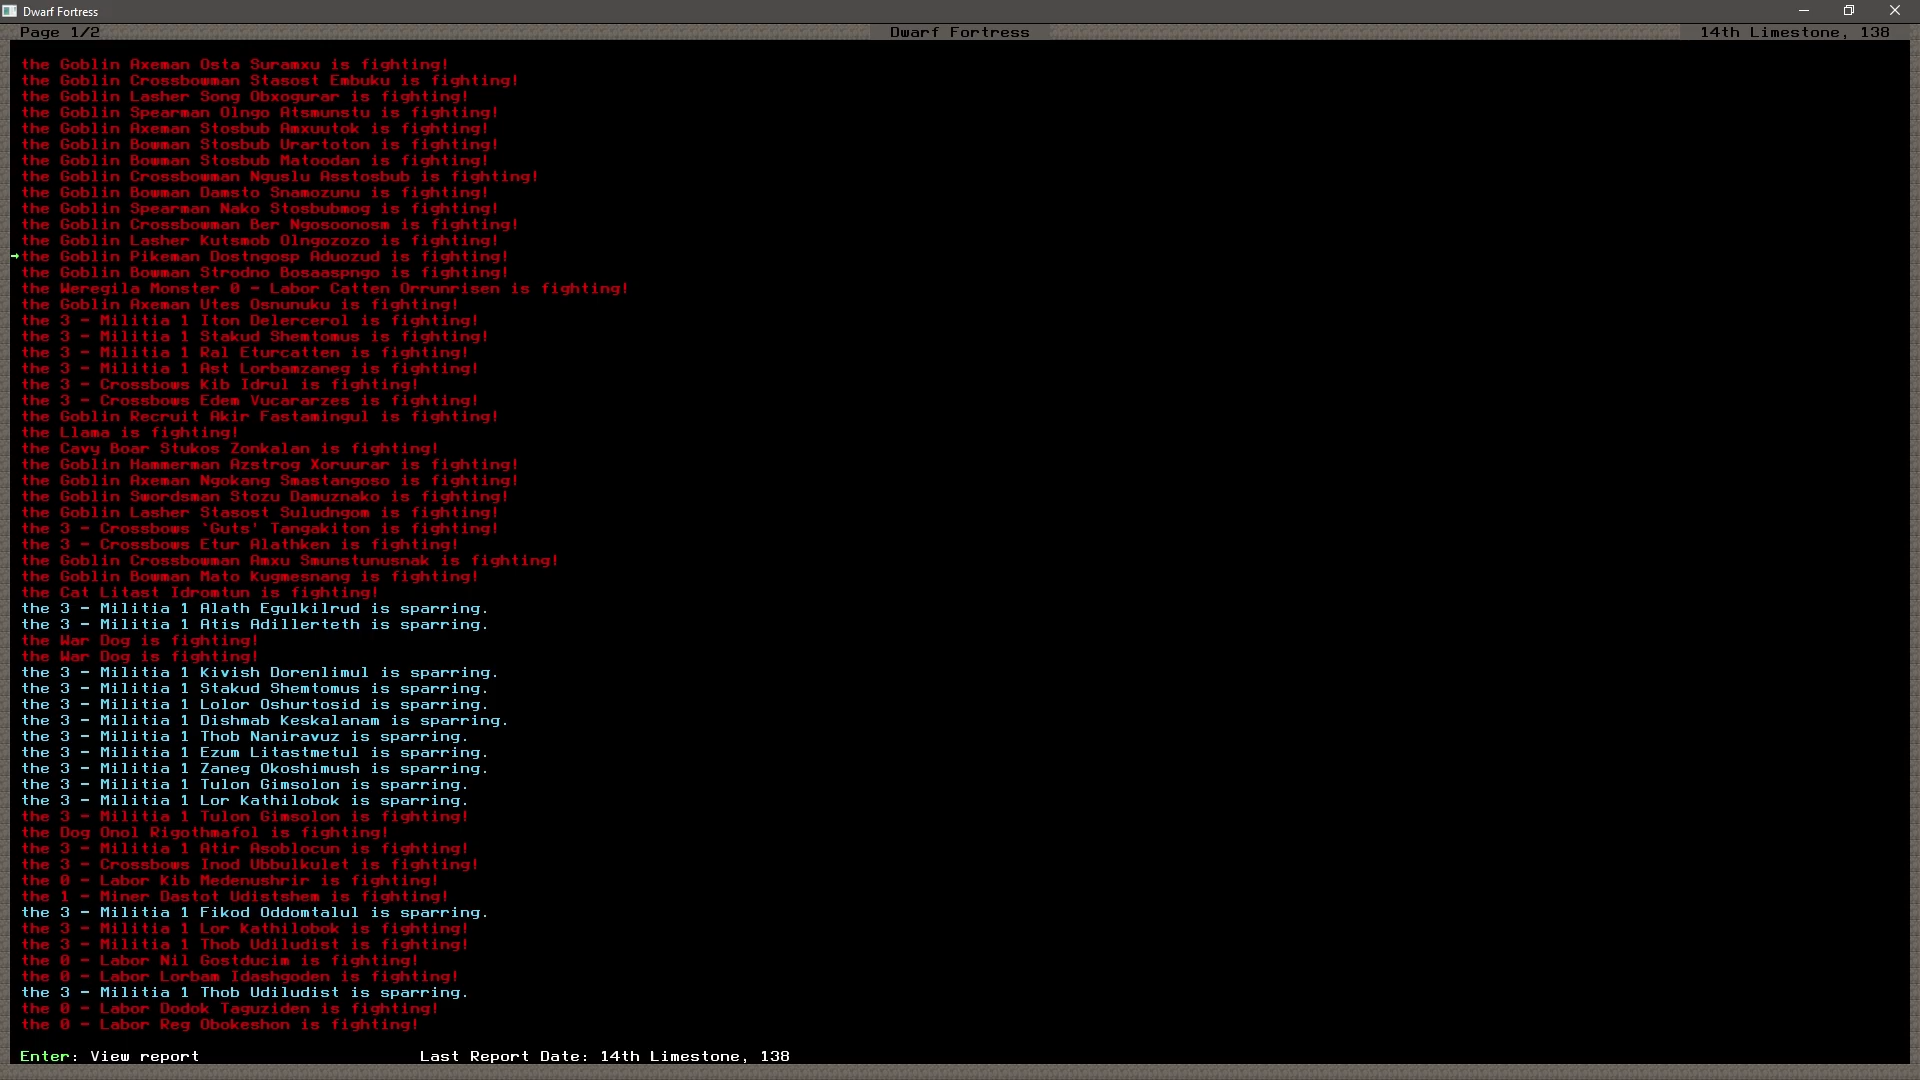 Dwarf Fortress
Page 1/2 Dwarf Fortress 14th Limestone, 138
the Goblin Axeman Osta Suramxu is fighting!
the Goblin Crossbowman Stasost Embuku is fighting!
the Goblin Lasher Song Obxogurar is fighting!
the Goblin Spearman Olngo Atsmunstu is fighting!
the Goblin Axeman Stosbub Amxuutok is fighting!
the Goblin Bowman Stosbub Urartoton is fighting!
the Goblin Bowman Stosbub Matoodan is fighting!
the Goblin Crossbowman Nguslu Asstosbub is fighting!
the Goblin Bowman Damsto Snamozunu is fighting!
the Goblin Spearman Nako Stosbubmog is fighting!
the Goblin Crossbowman Ber Ngosoonosm is fighting!
the Goblin Lasher Kutsmob Olngozozo is fighting!
→the Goblin Pikeman Dostngosp Aduozud is fighting!
the Goblin Bowman Strodno Bosaaspngo is fighting!
the Weregila Monster 0 - Labor Catten Orrunrisen is fighting!
the Goblin Axeman Utes Osnunuku is fighting!
the 3 - Militia 1 Iton Delercerol is fighting!
the 3 - Militia 1 Stakud Shemtomus is fighting!
the 3 - Militia 1 Ral Eturcatten is fighting!
the 3 - Militia 1 Ast Lorbamzaneg is fighting!
the 3 - Crossbows Kib Idrul is fighting!
the 3 - Crossbows Edem Vucararzes is fighting!
the Goblin Recruit Akir Fastamingul is fighting!
the Llama is fighting!
the Cavy Boar Stukos Zonkalan is fighting!
the Goblin Hammerman Azstrog Xoruurar is fighting!
the Goblin Axeman Ngokang Smastangoso is fighting!
the Goblin Swordsman Stozu Damuznako is fighting!
the Goblin Lasher Stasost Suludngom is fighting!
the 3 - Crossbows `Guts' Tangakiton is fighting!
the 3 - Crossbows Etur Alathken is fighting!
the Goblin Crossbowman Amxu Smunstunusnak is fighting!
the Goblin Bowman Mato Kugmesnang is fighting!
the Cat Litast Idromtun is fighting!
the 3 - Militia 1 Alath Egulkilrud is sparring.
the 3 - Militia 1 Atis Adillerteth is sparring.
the War Dog is fighting!
the War Dog is fighting!
the 3 - Militia 1 Kivish Dorenlimul is sparring.
the 3 - Militia 1 Stakud Shemtomus is sparring.
the 3 - Militia 1 Lolor Oshurtosid is sparring.
the 3 - Militia 1 Dishmab Keskalanam is sparring.
the 3 - Militia 1 Thob Naniravuz is sparring.
the 3 - Militia 1 Ezum Litastmetul is sparring.
the 3 - Militia 1 Zaneg Okoshimush is sparring.
the 3 - Militia 1 Tulon Gimsolon is sparring.
the 3 - Militia 1 Lor Kathilobok is sparring.
the 3 - Militia 1 Tulon Gimsolon is fighting!
the Dog Onol Rigothmafol is fighting!
the 3 - Militia 1 Atir Asoblocun is fighting!
the 3 - Crossbows Inod Ubbulkulet is fighting!
the 0 - Labor Kib Medenushrir is fighting!
the 1 - Miner Dastot Udistshem is fighting!
the 3 - Militia 1 Fikod Oddomtalul is sparring.
the 3 - Militia 1 Lor Kathilobok is fighting!
the 3 - Militia 1 Thob Udiludist is fighting!
the 0 - Labor Nil Gostducim is fighting!
the 0 - Labor Lorbam Idashgoden is fighting!
the 3 - Militia 1 Thob Udiludist is sparring.
the 0 - Labor Dodok Taguziden is fighting!
the 0 - Labor Reg Obokeshon is fighting!
Enter: View report Last Report Date: 14th Limestone, 138